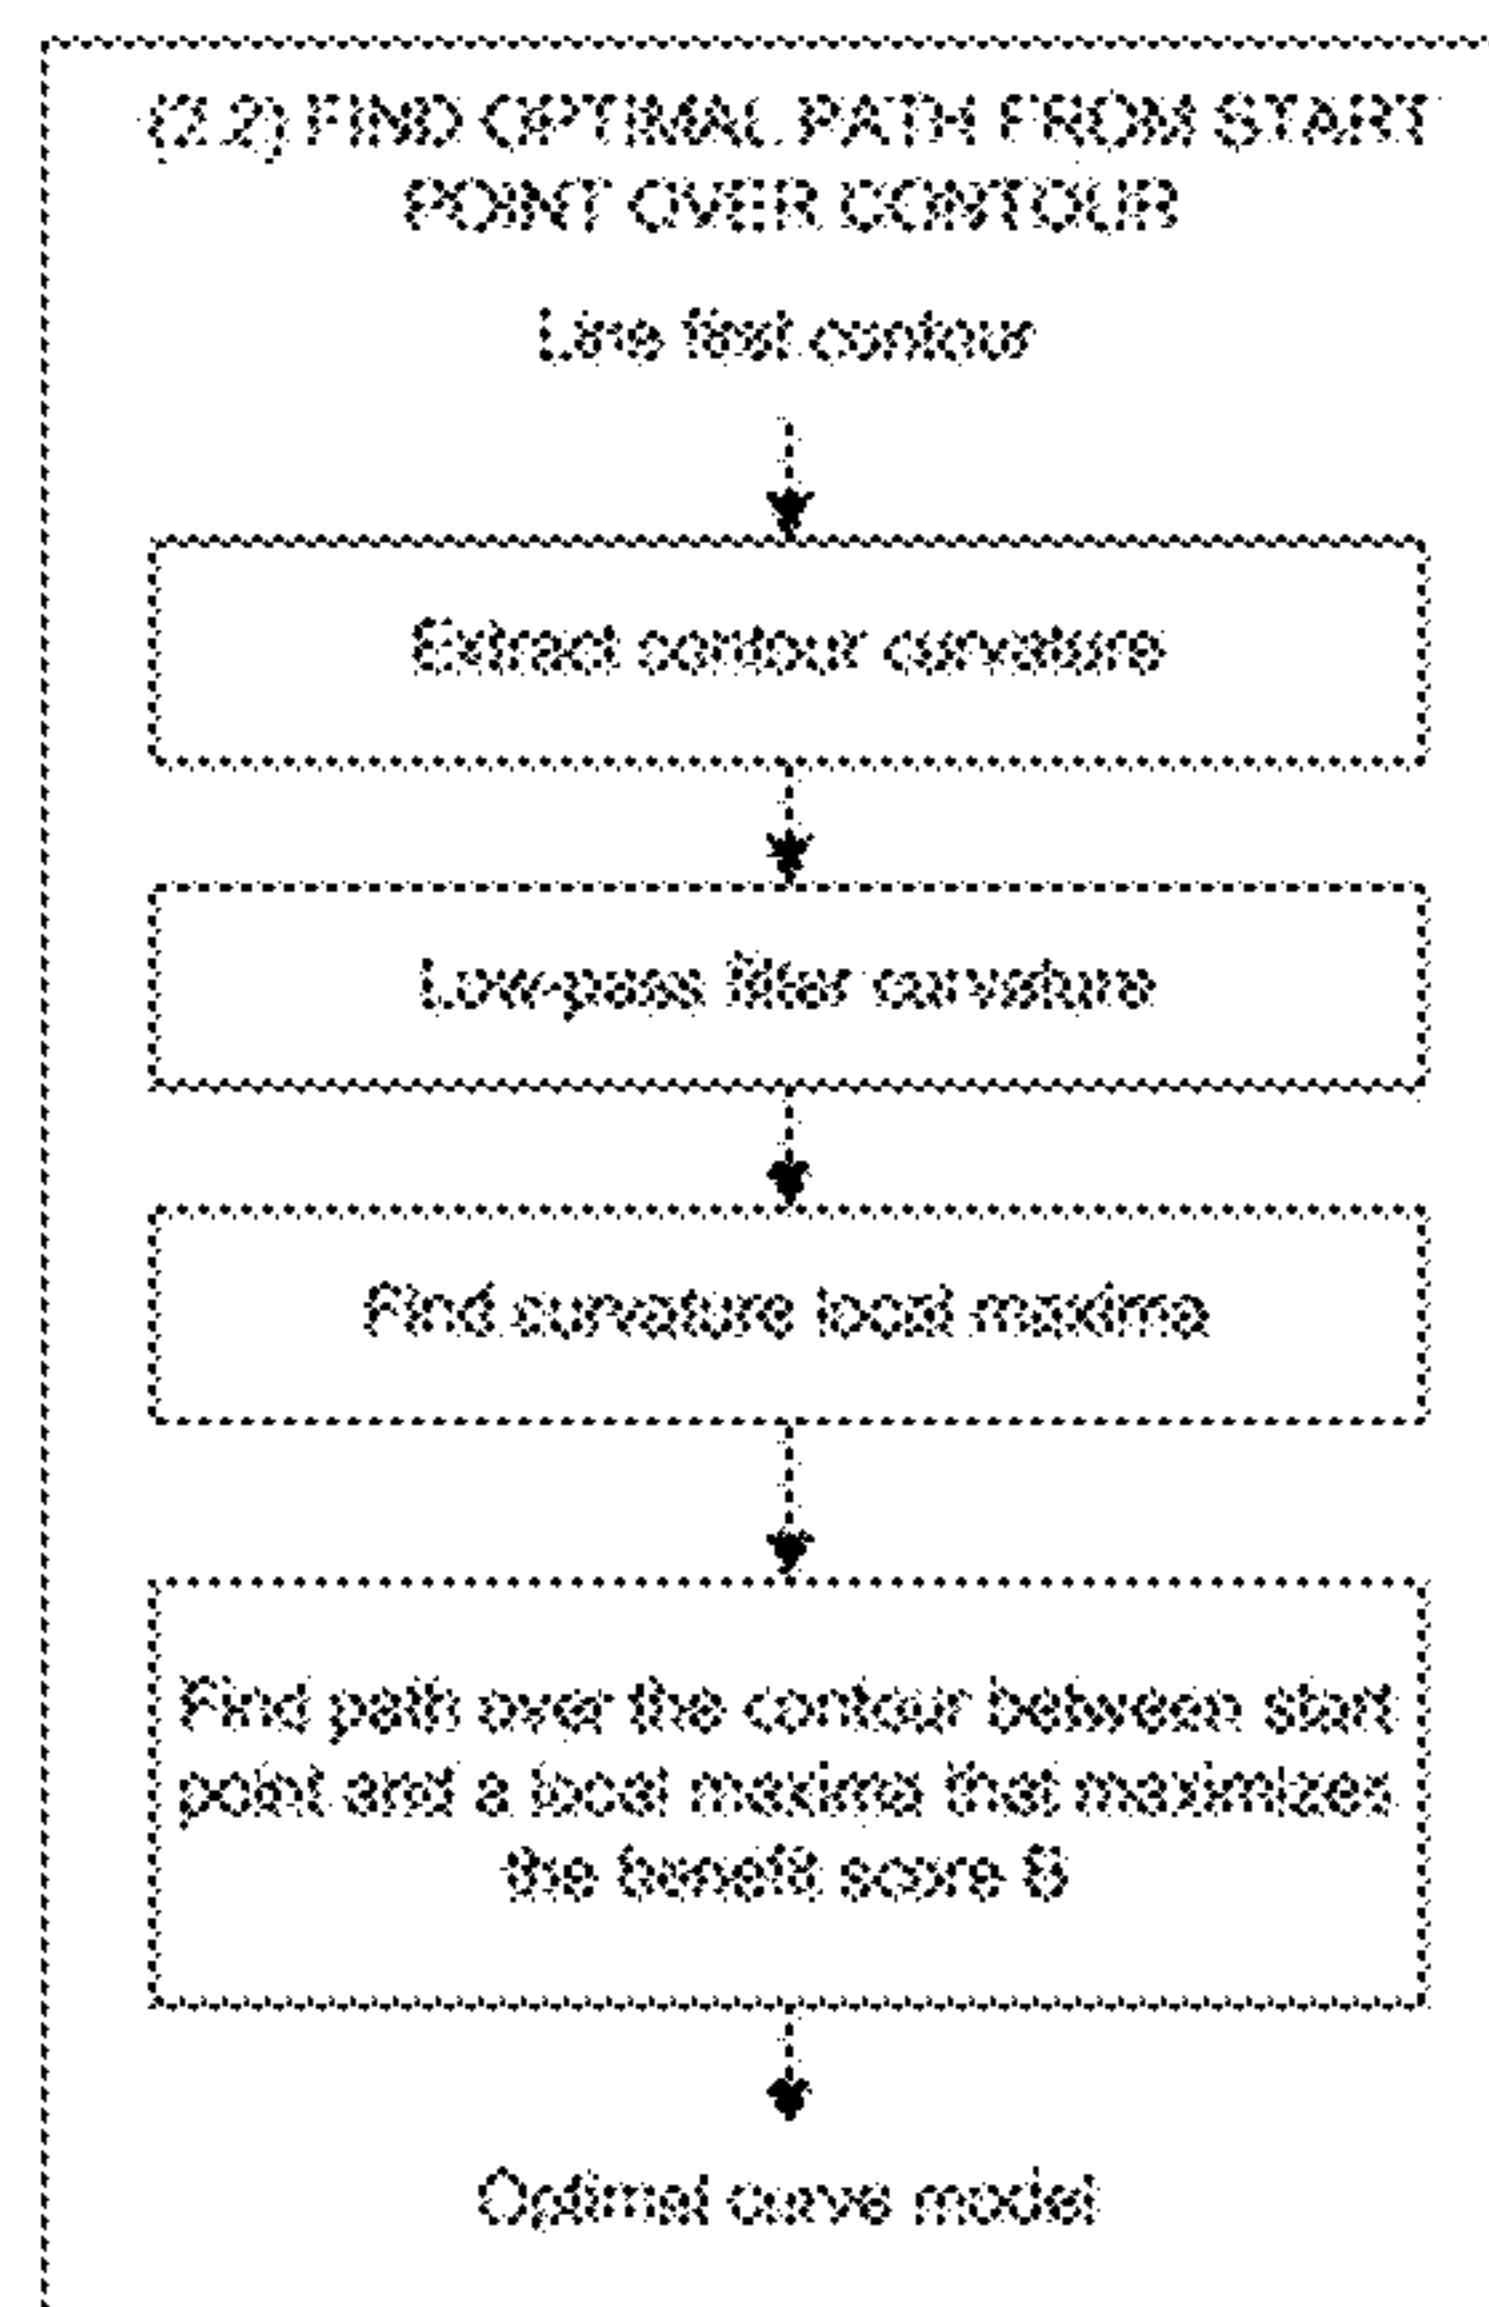 (2.2) FIND OPTIMAL PATH FROM START
POINT OVER CONTOUR
Line first contour
Extract contour curvature
Low-pass filter curvature
Find curvature local maxima
Find path over the contour between start
point and a local maxima that maximizes
the benefit score B
Optimal curve model